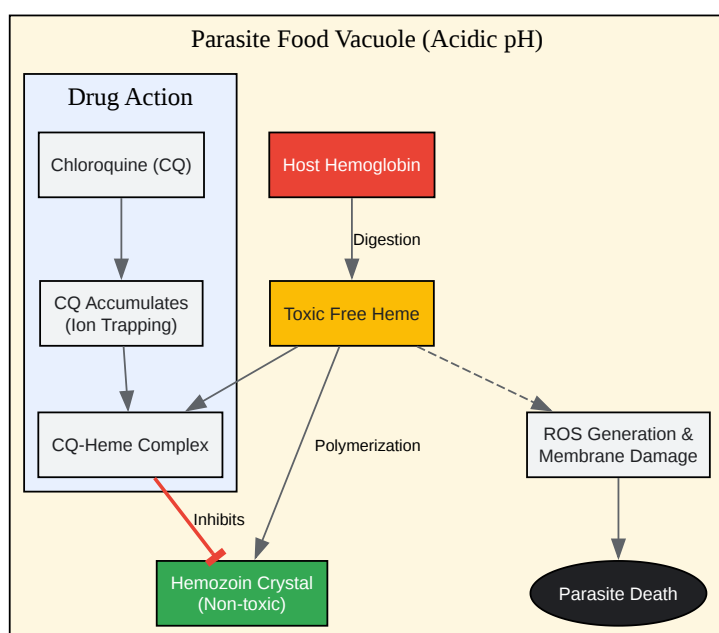 Parasite Food Vacuole (Acidic pH)
Drug Action
Chloroquine (CQ)
Host Hemoglobin
Digestion
CQ Accumulates
(Ion Trapping)
Toxic Free Heme
CQ-Heme Complex
Polymerization
ROS Generation &
Membrane Damage
Inhibits
Hemozoin Crystal
(Non-toxic)
Parasite Death